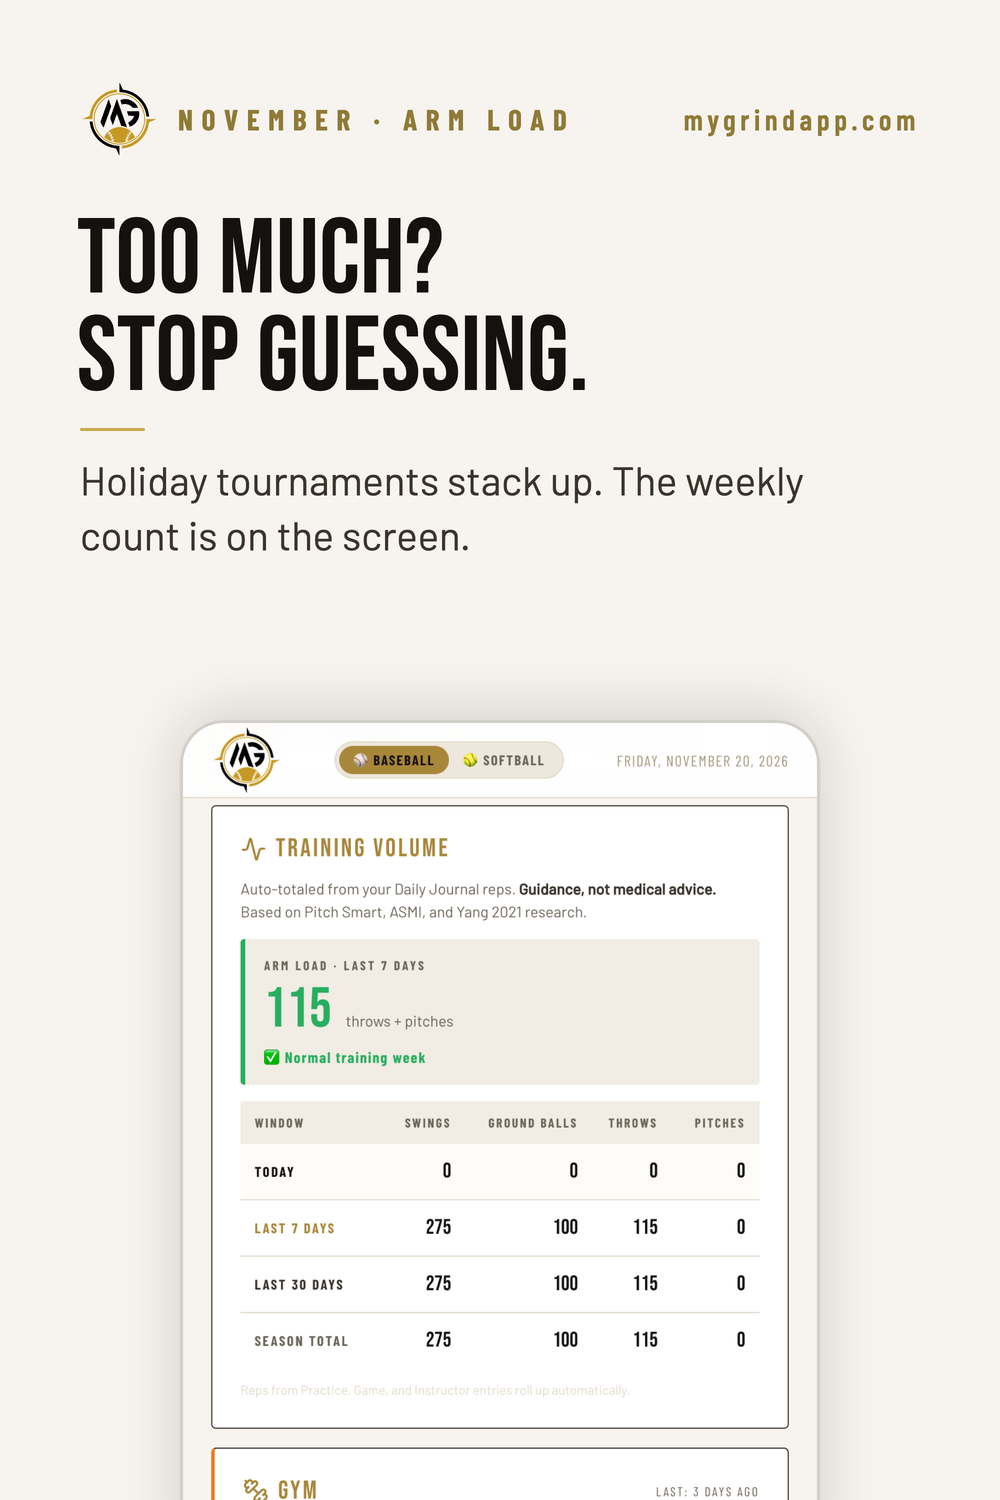 MG
NOVEMBER · ARM LOAD
mygrindapp.com
TOO MUCH?
STOP GUESSING.
Holiday tournaments stack up. The weekly
count is on the screen.
MG
BASEBALL
SOFTBALL
FRIDAY, NOVEMBER 20, 2026
TRAINING VOLUME
Auto-totaled from your Daily Journal reps. Guidance, not medical advice.
Based on Pitch Smart, ASMI, and Yang 2021 research.
ARM LOAD · LAST 7 DAYS
115 throws + pitches
✅ Normal training week
WINDOW SWINGS GROUND BALLS THROWS PITCHES
TODAY 0 0 0 0
LAST 7 DAYS 275 100 115 0
LAST 30 DAYS 275 100 115 0
SEASON TOTAL 275 100 115 0
Reps from Practice, Game, and Instructor entries roll up automatically.
GYM
LAST: 3 DAYS AGO